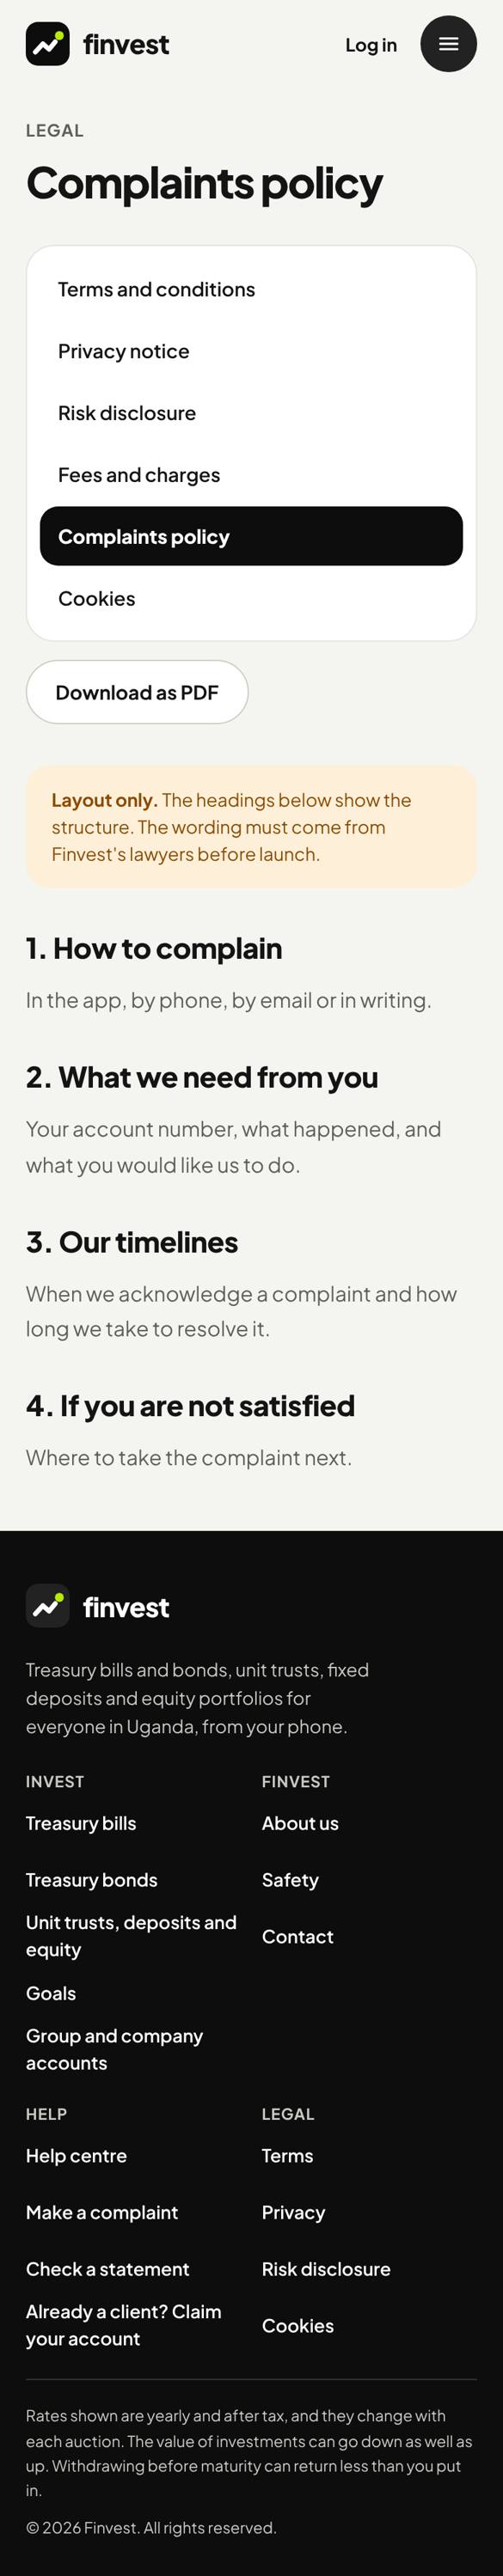 finvest
Log in
LEGAL
Complaints policy
Terms and conditions
Privacy notice
Risk disclosure
Fees and charges
Complaints policy
Cookies
Download as PDF
Layout only. The headings below show the
structure. The wording must come from
Finvest's lawyers before launch.
1. How to complain
In the app, by phone, by email or in writing.
2. What we need from you
Your account number, what happened, and
what you would like us to do.
3. Our timelines
When we acknowledge a complaint and how
long we take to resolve it.
4. If you are not satisfied
Where to take the complaint next.
finvest
Treasury bills and bonds, unit trusts, fixed
deposits and equity portfolios for
everyone in Uganda, from your phone.
INVEST
Treasury bills
Treasury bonds
Unit trusts, deposits and
equity
Goals
Group and company
accounts
FINVEST
About us
Safety
Contact
HELP
Help centre
Make a complaint
Check a statement
Already a client? Claim
your account
LEGAL
Terms
Privacy
Risk disclosure
Cookies
Rates shown are yearly and after tax, and they change with
each auction. The value of investments can go down as well as
up. Withdrawing before maturity can return less than you put
in.
© 2026 Finvest. All rights reserved.